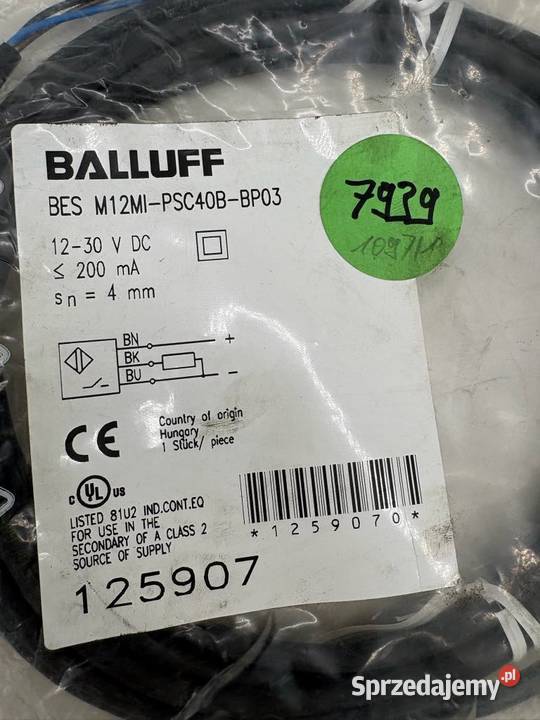 BALLUFF
BES M12MI-PSC40B-BP03
7939
12-30 V DC
≤ 200 mA
sn = 4 mm
BN +
BK
BU -
Country of origin
Hungary
1 Stück/ piece
CE
c UL us
LISTED 81U2 IND.CONT.EQ
FOR USE IN THE
SECONDARY OF A CLASS 2
SOURCE OF SUPPLY
*1259070*
125907
Sprzedajemy.pl